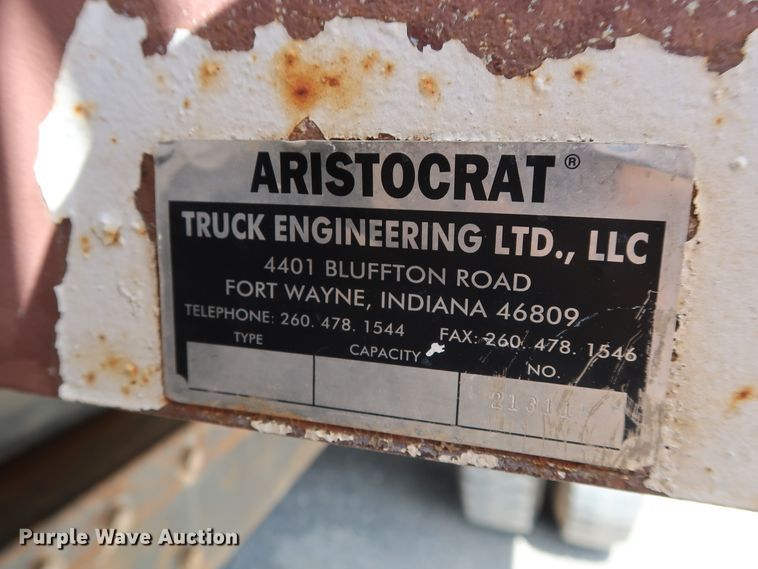 ARISTOCRAT®
TRUCK ENGINEERING LTD., LLC
4401 BLUFFTON ROAD
FORT WAYNE, INDIANA 46809
TELEPHONE: 260. 478. 1544 FAX: 260. 478. 1546
TYPE CAPACITY NO.
21311
Purple Wave Auction